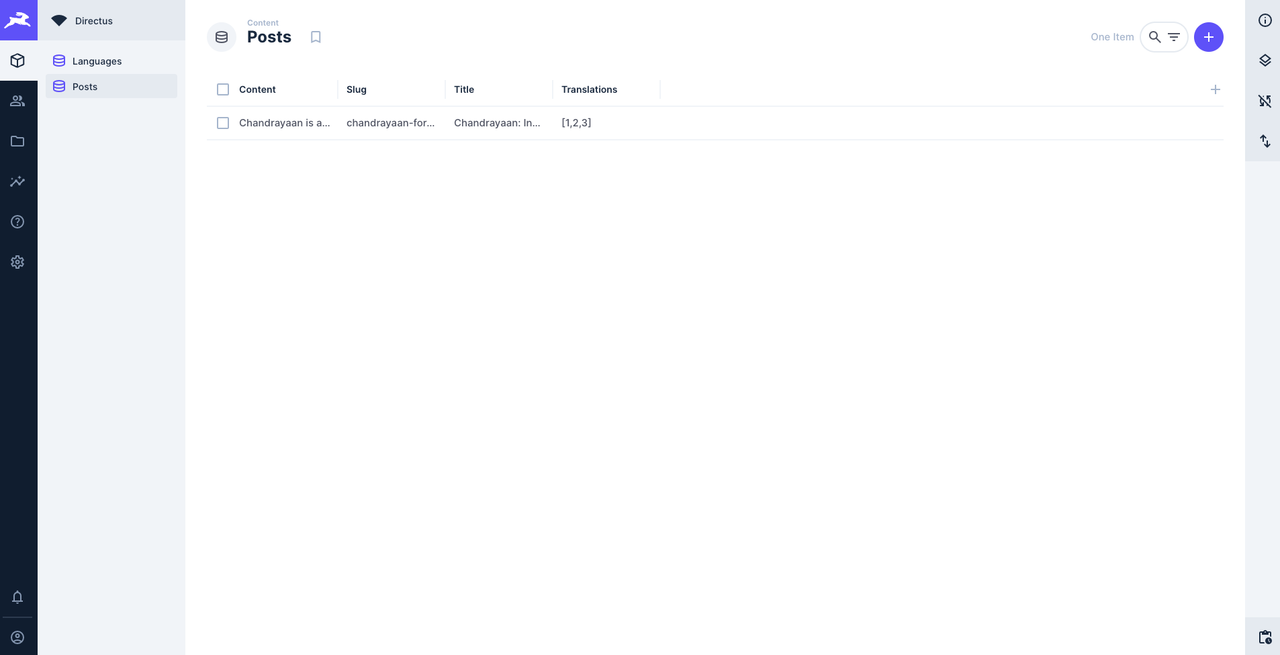 Directus
Languages
Posts
Content
Posts
One Item
Content Slug Title Translations
Chandrayaan is a... chandrayaan-for... Chandrayaan: In... [1,2,3]